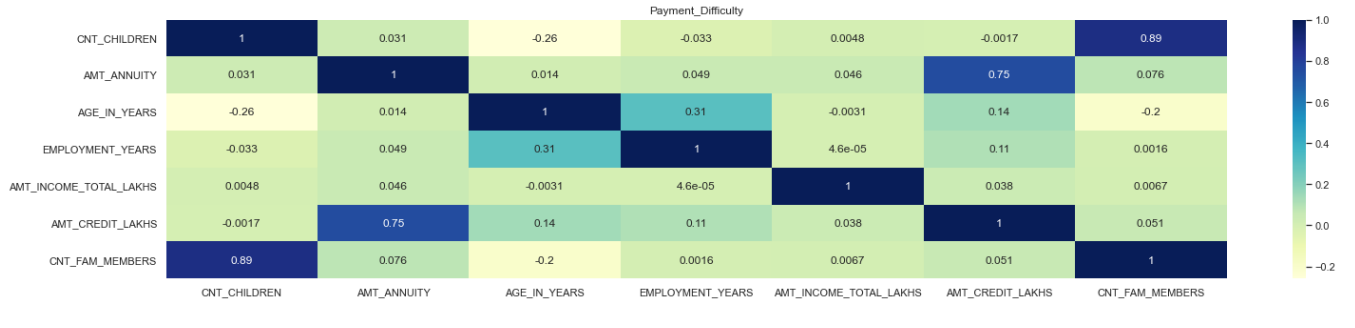 Payment_Difficulty
CNT_CHILDREN 1 0.031 -0.26 -0.033 0.0048 -0.0017 0.89
AMT_ANNUITY 0.031 1 0.014 0.049 0.046 0.75 0.076
AGE_IN_YEARS -0.26 0.014 1 0.31 -0.0031 0.14 -0.2
EMPLOYMENT_YEARS -0.033 0.049 0.31 1 4.6e-05 0.11 0.0016
AMT_INCOME_TOTAL_LAKHS 0.0048 0.046 -0.0031 4.6e-05 1 0.038 0.0067
AMT_CREDIT_LAKHS -0.0017 0.75 0.14 0.11 0.038 1 0.051
CNT_FAM_MEMBERS 0.89 0.076 -0.2 0.0016 0.0067 0.051 1
CNT_CHILDREN AMT_ANNUITY AGE_IN_YEARS EMPLOYMENT_YEARS AMT_INCOME_TOTAL_LAKHS AMT_CREDIT_LAKHS CNT_FAM_MEMBERS
1.0
0.8
0.6
0.4
0.2
0.0
-0.2